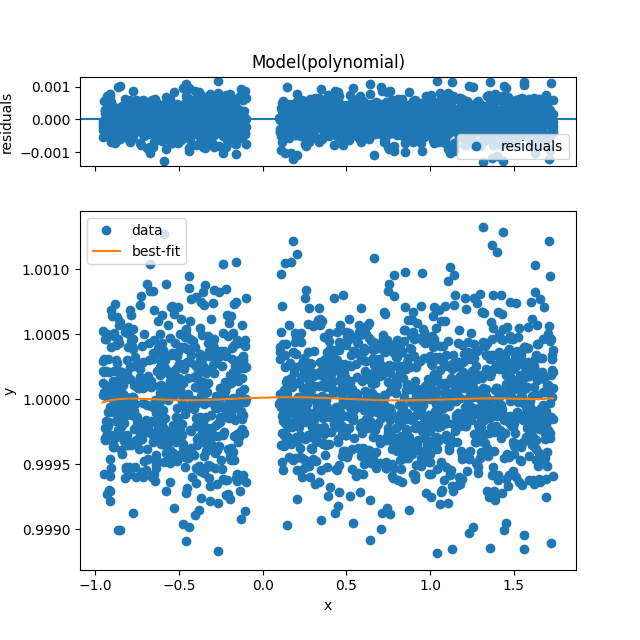 Model(polynomial)
residuals
0.001
0.000
−0.001
residuals
y
1.0010
1.0005
1.0000
0.9995
0.9990
data
best-fit
−1.0 −0.5 0.0 0.5 1.0 1.5
x